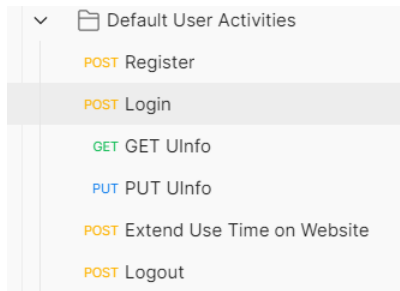 Default User Activities
POST Register
POST Login
GET GET UInfo
PUT PUT UInfo
POST Extend Use Time on Website
POST Logout